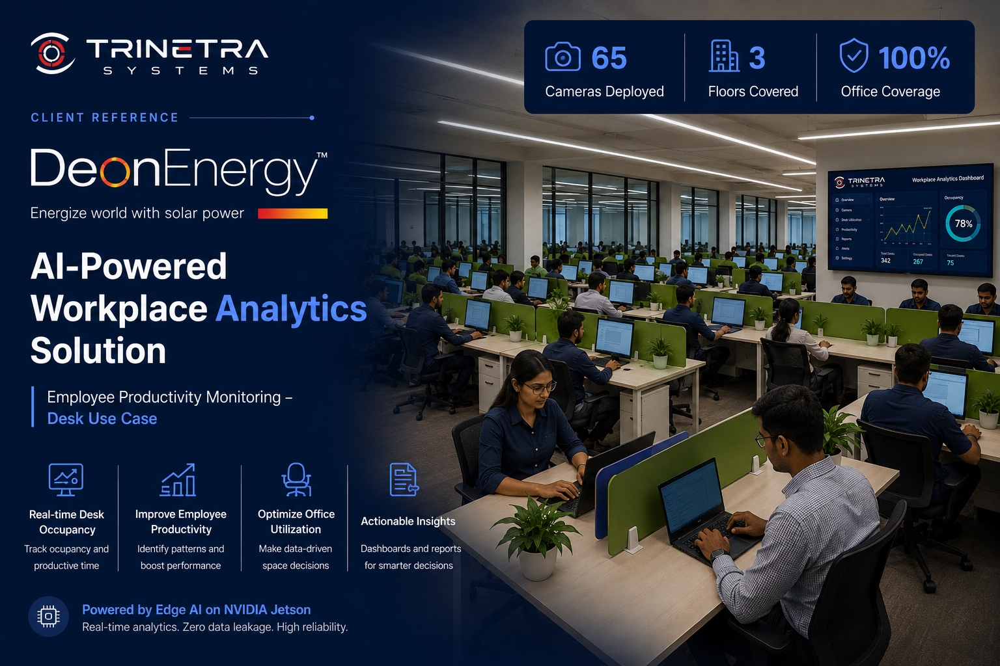 TRINETRA
SYSTEMS
CLIENT REFERENCE
DeonEnergy™
Energize world with solar power
AI-Powered
Workplace Analytics
Solution
Employee Productivity Monitoring –
Desk Use Case
Real-time Desk
Occupancy
Track ocupancy and
productive time
Improve Employee
Productivity
Identify patterns and
boost performance
Optimize Office
Utilization
Make data-driven
space decisions
Actionable Insights
Dashboards and reports
for smarter decisions
Powered by Edge AI on NVIDIA Jetson
Real-time analytics. Zero data leakage. High reliability.
65
Cameras Deployed
3
Floors Covered
100%
Office Coverage
TRINETRA
SYSTEMS
Workplace Analytics Dashboard
Overview
Camera
Desk Utilization
Productivity
Reports
Alerts
Settings
Overview
Occupancy
78%
Total Desks
342
Occupied Desks
267
Vacant Desks
75